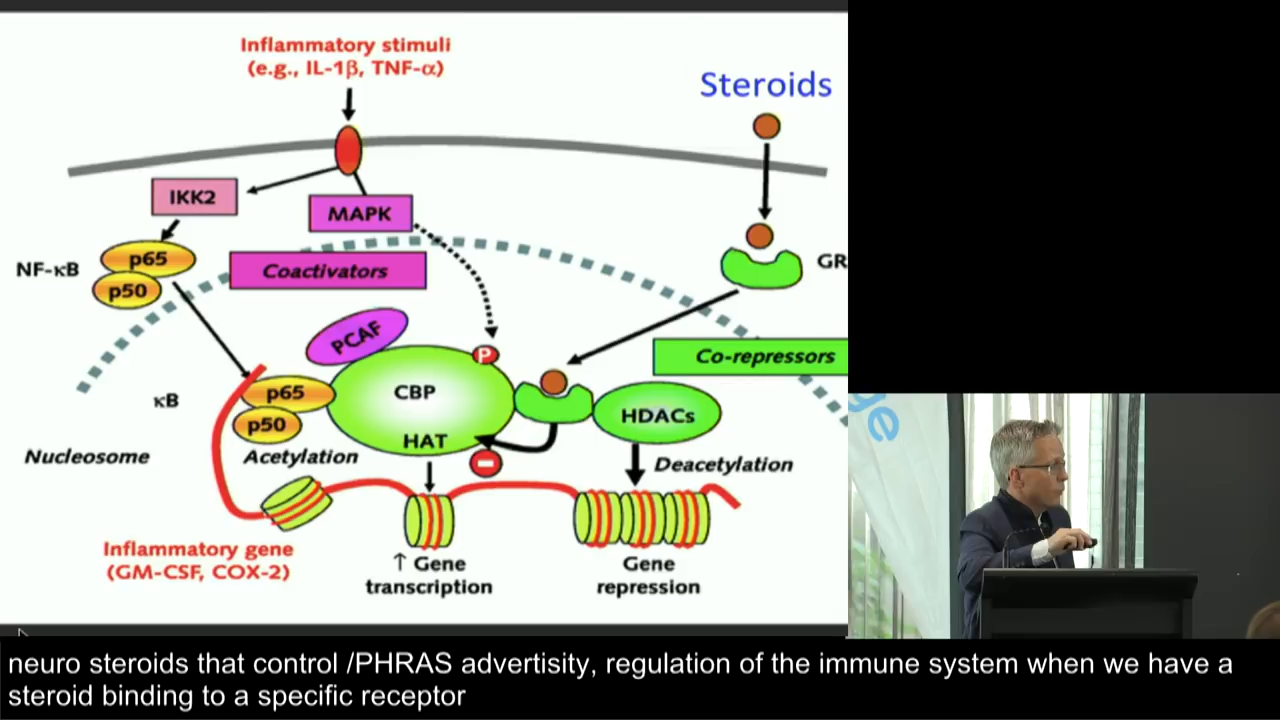 Inflammatory stimuli
(e.g., IL-1β, TNF-α)
Steroids
IKK2
MAPK
p65
NF-κB
p50
Coactivators
GR
PCAF
P
Co-repressors
CBP
p65
κB
p50
HDACs
HAT
Nucleosome
Acetylation
Deacetylation
Inflammatory gene
(GM-CSF, COX-2)
↑ Gene
transcription
Gene
repression
neuro steroids that control /PHRAS advertisity, regulation of the immune system when we have a
steroid binding to a specific receptor